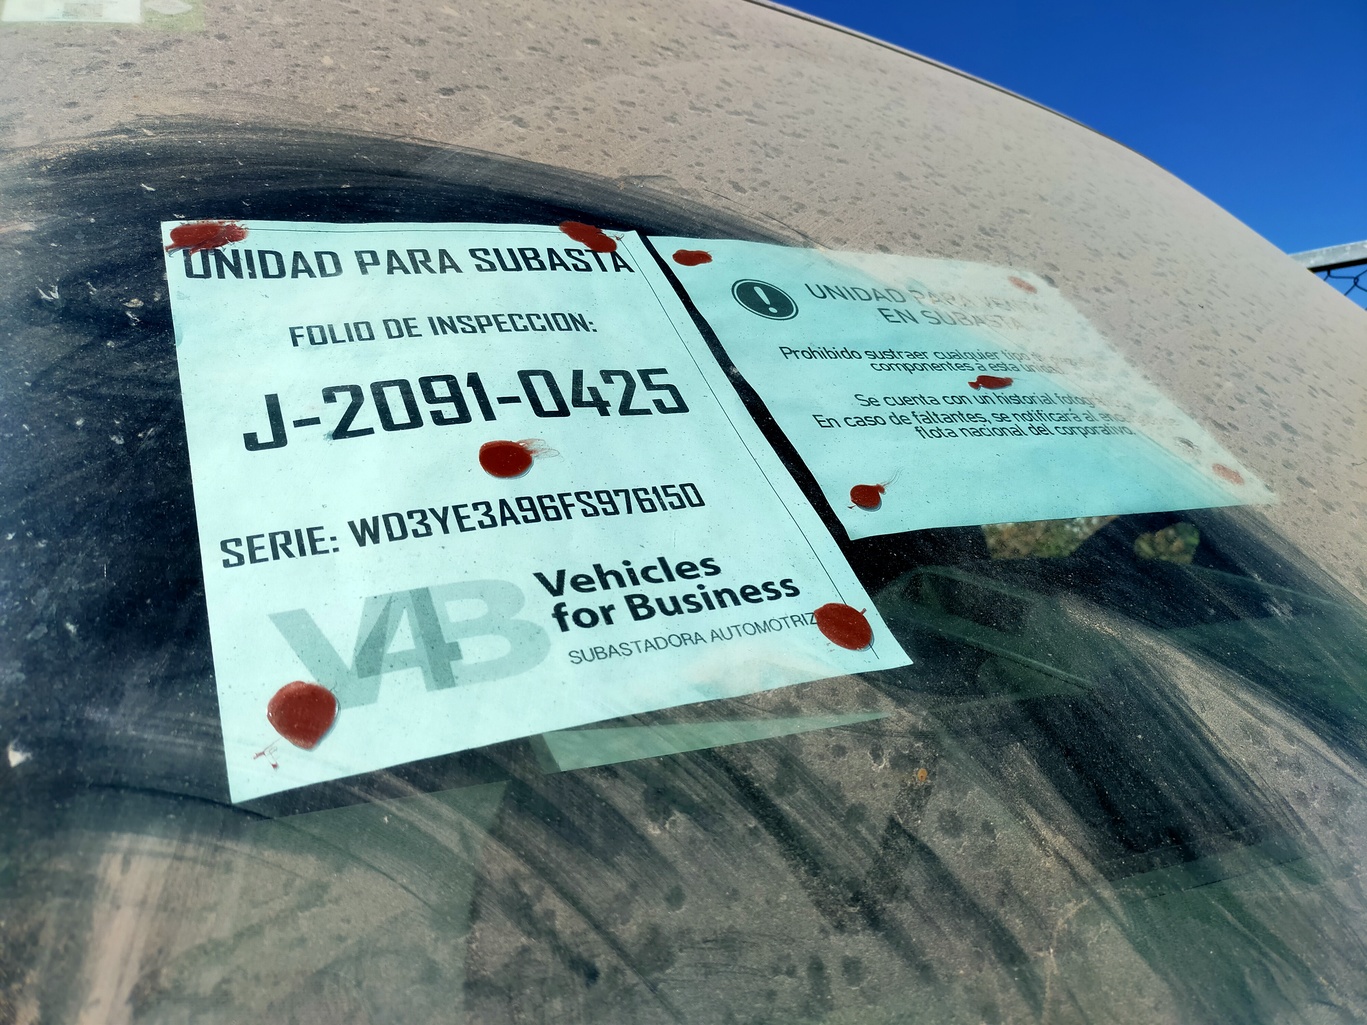 UNIDAD PARA SUBASTA
FOLIO DE INSPECCION:
J-2091-0425
SERIE: WD3YE3A96FS976150
V4B
Vehicles
for Business
SUBASTADORA AUTOMOTRIZ
UNIDAD PARA VENTA
EN SUBASTA
Prohibido sustraer cualquier tipo de
componentes a esta unidad
Se cuenta con un historial
En caso de faltantes, se notificará al
flota nacional del corporativo.